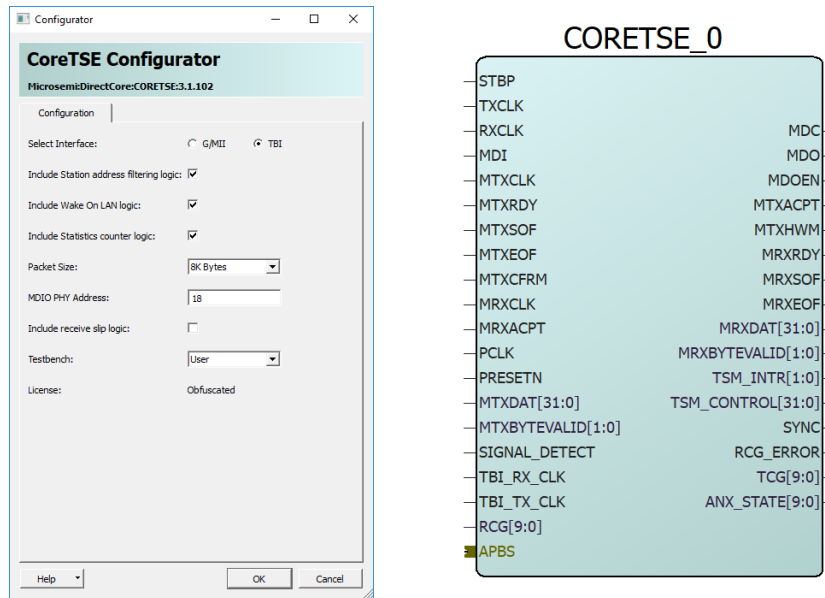 Configurator
CoreTSE Configurator
Microsemi:DirectCore:CORETSE:3.1.102
Configuration
Select Interface: G/MII TBI
Include Station address filtering logic:
Include Wake On LAN logic:
Include Statistics counter logic:
Packet Size: 8K Bytes
MDIO PHY Address: 18
Include receive slip logic:
Testbench: User
License: Obfuscated
Help OK Cancel
CORETSE_0
STBP
TXCLK
RXCLK MDC
MDI MDO
MTXCLK MDOEN
MTXRDY MTXACPT
MTXSOF MTXHWM
MTXEOF MRXRDY
MTXCFRM MRXSOF
MRXCLK MRXEOF
MRXACPT MRXDAT[31:0]
PCLK MRXBYTEVALID[1:0]
PRESETN TSM_INTR[1:0]
MTXDAT[31:0] TSM_CONTROL[31:0]
MTXBYTEVALID[1:0] SYNC
SIGNAL_DETECT RCG_ERROR
TBI_RX_CLK TCG[9:0]
TBI_TX_CLK ANX_STATE[9:0]
RCG[9:0]
APBS